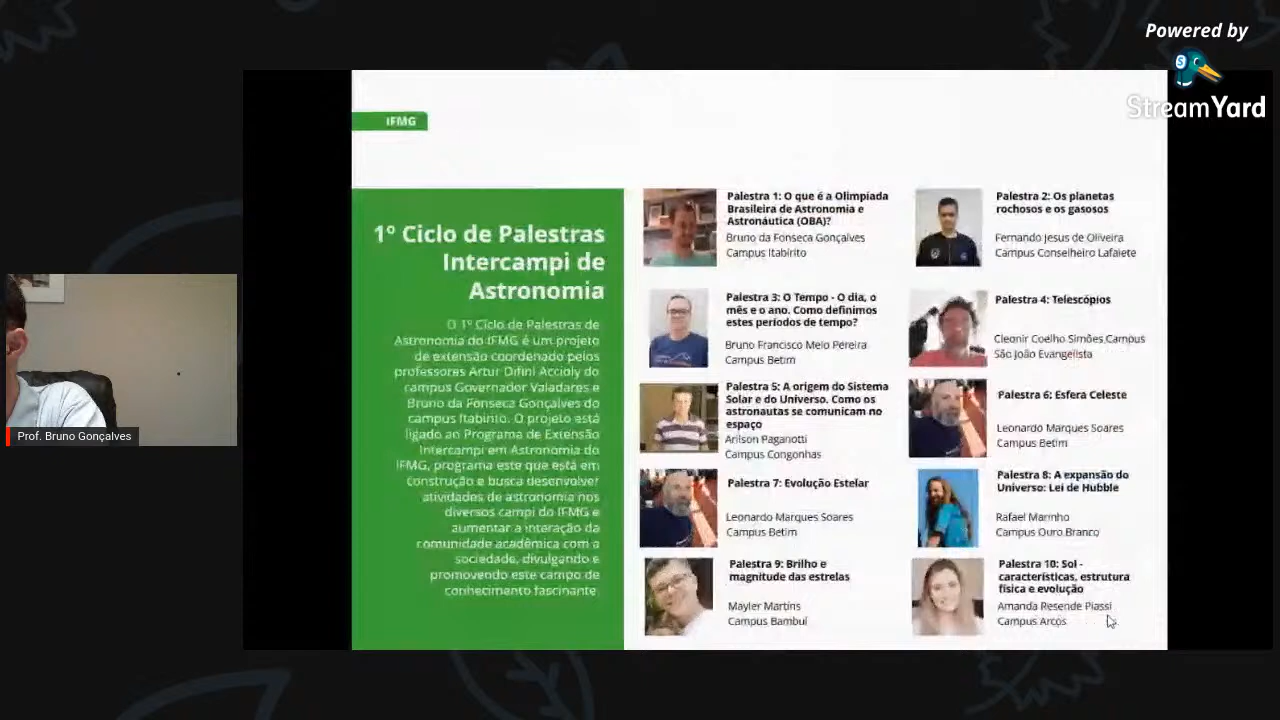 Powered by
StreamYard
IFMG
1º Ciclo de Palestras
Intercampi de
Astronomia
O 1º Ciclo de Palestras de
Astronomia do IFMG é um projeto
de extensão coordenado pelos
professores Artur Difini Accioly do
campus Governador Valadares e
Bruno da Fonseca Gonçalves do
campus Itabirito. O projeto está
ligado ao Programa de Extensão
Intercampi em Astronomia do
IFMG, programa este que está em
construção e busca desenvolver
atividades de astronomia nos
diversos campi do IFMG e
aumentar a interação da
comunidade acadêmica com a
sociedade, divulgando e
promovendo este campo de
conhecimento fascinante.
Palestra 1: O que é a Olimpíada
Brasileira de Astronomia e
Astronáutica (OBA)?
Bruno da Fonseca Gonçalves
Campus Itabirito
Palestra 2: Os planetas
rochosos e os gasosos
Fernando Jesus de Oliveira
Campus Conselheiro Lafaiete
Palestra 3: O Tempo - O dia, o
mês e o ano. Como definimos
estes períodos de tempo?
Bruno Francisco Melo Pereira
Campus Betim
Palestra 4: Telescópios
Cleonir Coelho Simões Campus
São João Evangelista
Palestra 5: A origem do Sistema
Solar e do Universo. Como os
astronautas se comunicam no
espaço
Arilson Paganotti
Campus Congonhas
Palestra 6: Esfera Celeste
Leonardo Marques Soares
Campus Betim
Palestra 7: Evolução Estelar
Leonardo Marques Soares
Campus Betim
Palestra 8: A expansão do
Universo: Lei de Hubble
Rafael Marinho
Campus Ouro Branco
Palestra 9: Brilho e
magnitude das estrelas
Mayler Martins
Campus Bambuí
Palestra 10: Sol -
características, estrutura
física e evolução
Amanda Resende Piassi
Campus Arcos
Prof. Bruno Gonçalves